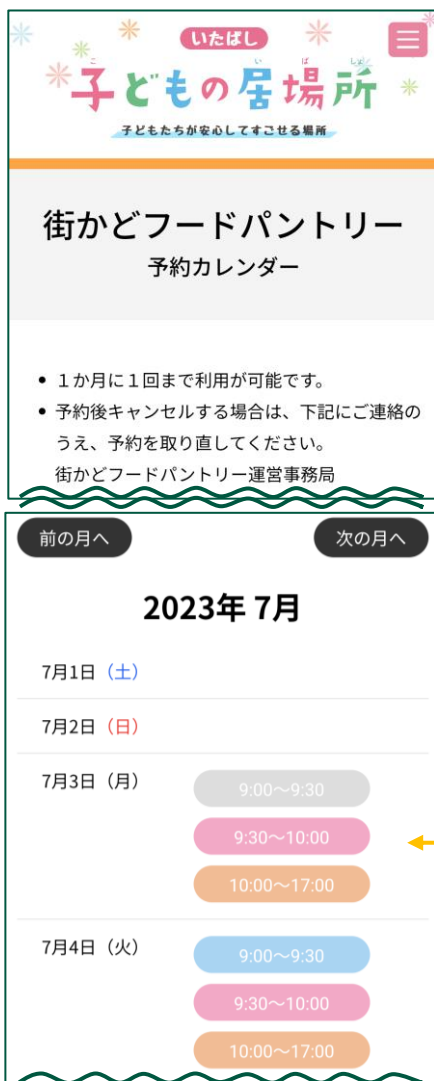 いたばし
子どもの居場所
子どもたちが安心してすごせる場所
街かどフードパントリー
予約カレンダー
• １か月に１回まで利用が可能です。
• 予約後キャンセルする場合は、下記にご連絡の
うえ、予約を取り直してください。
街かどフードパントリー運営事務局
前の月へ 次の月へ
2023年 7月
7月1日（土）
7月2日（日）
7月3日（月） 9:00〜9:30
9:30〜10:00
10:00〜17:00
7月4日（火） 9:00〜9:30
9:30〜10:00
10:00〜17:00